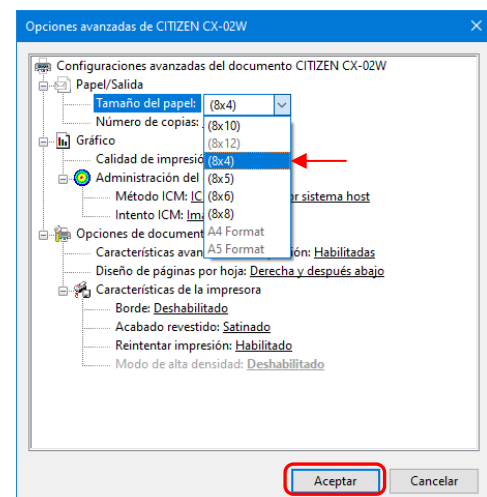 Opciones avanzadas de CITIZEN CX-02W
Configuraciones avanzadas del documento CITIZEN CX-02W
Papel/Salida
Tamaño del papel: (8x4)
Número de copias:
(8x10)
(8x12)
(8x4)
(8x5)
(8x6)
(8x8)
A4 Format
A5 Format
Gráfico
Calidad de
Administración del
Método ICM: sistema host
Intento ICM:
Opciones de
Características Habilitadas
Diseño de páginas por hoja: Derecha y después abajo
Características de la impresora
Borde: Deshabilitado
Acabado revestido: Satinado
Reintentar impresión: Habilitado
Modo de alta densidad: Deshabilitado
Aceptar Cancelar